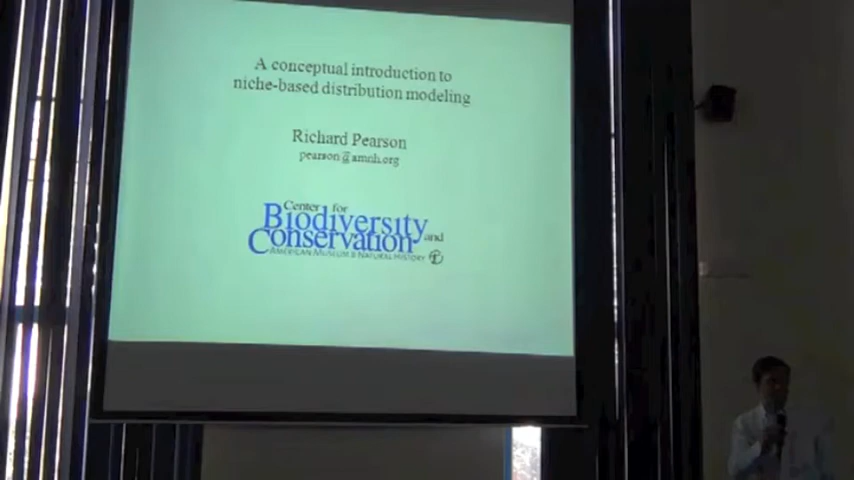 A conceptual introduction to
niche-based distribution modeling
Richard Pearson
pearson@amnh.org
Center for
Biodiversity and
Conservation
AMERICAN MUSEUM & NATURAL HISTORY